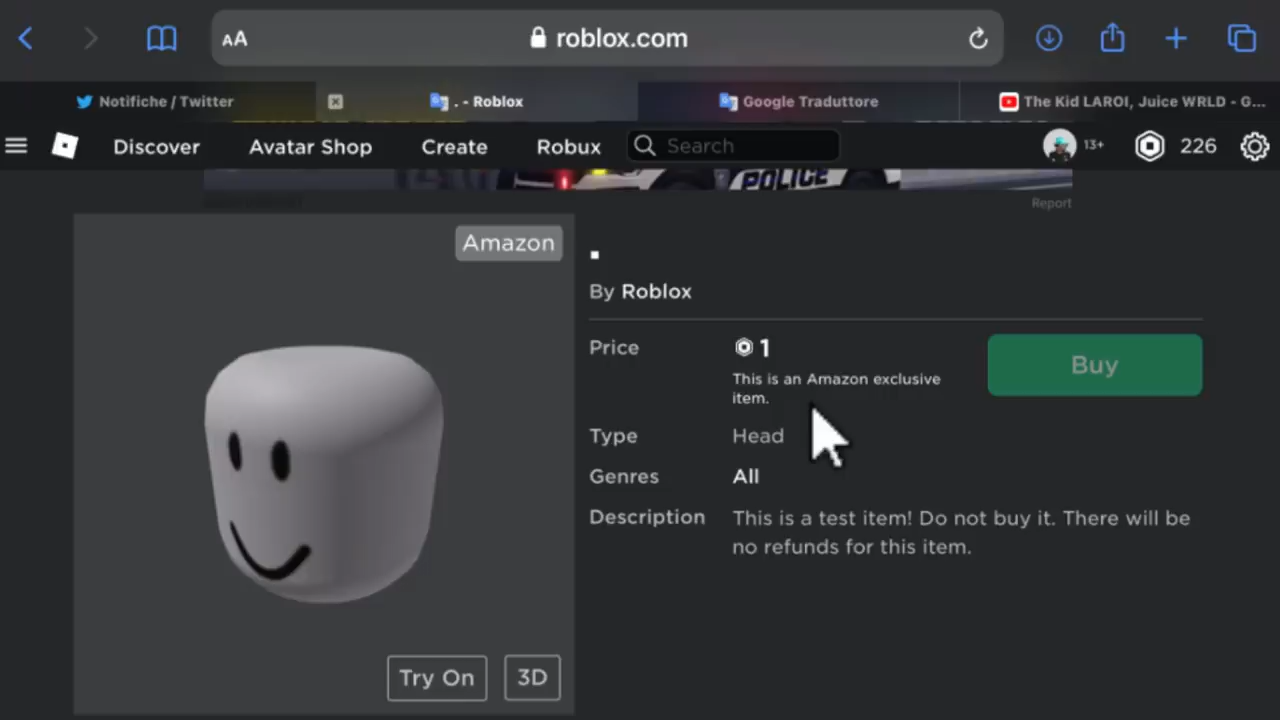 AA roblox.com
Notifiche / Twitter . - Roblox Google Traduttore The Kid LAROI, Juice WRLD - G...
Discover Avatar Shop Create Robux Search 13+ 226
POLICE
Report
Amazon
.
By Roblox
Price 1 Buy
This is an Amazon exclusive
item.
Type Head
Genres All
Description This is a test item! Do not buy it. There will be
no refunds for this item.
Try On 3D